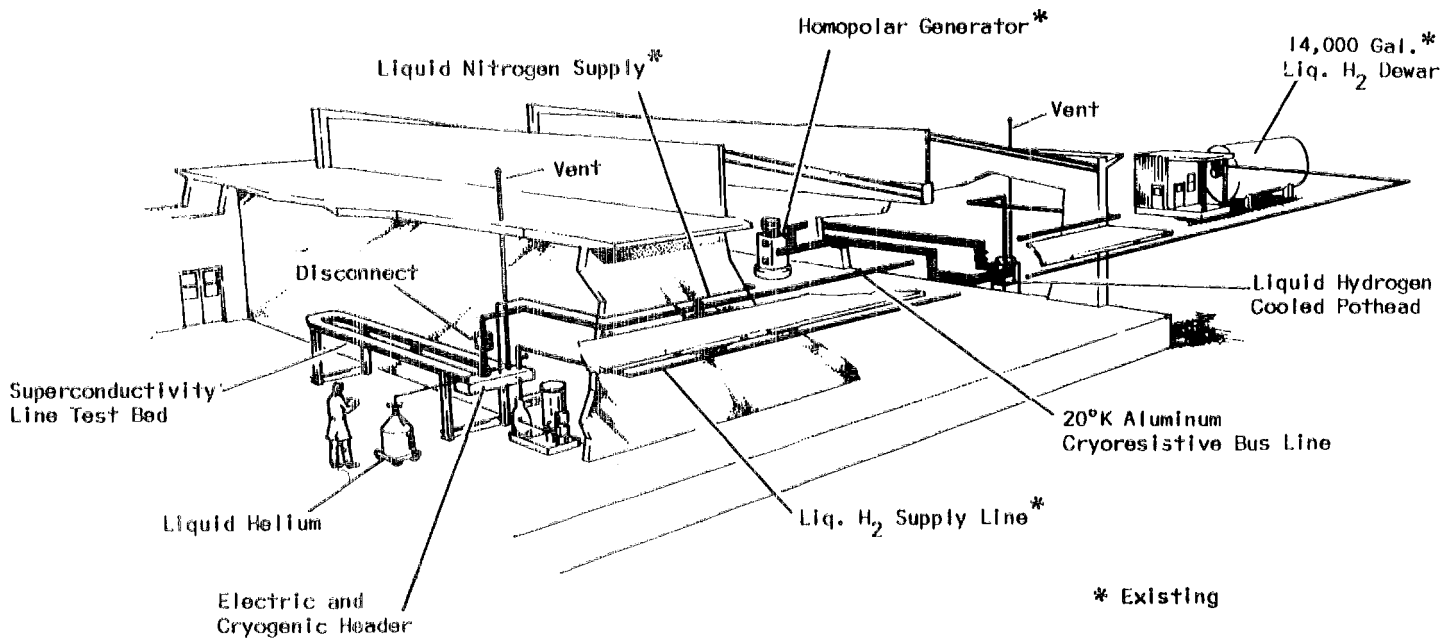 Homopolar Generator*
14,000 Gal.*
Liq. H2 Dewar
Liquid Nitrogen Supply*
Vent
Vent
Disconnect
Liquid Hydrogen
Cooled Pothead
Superconductivity
Line Test Bed
20°K Aluminum
Cryoresistive Bus Line
Liquid Helium
Liq. H2 Supply Line*
Electric and
Cryogenic Header
* Existing